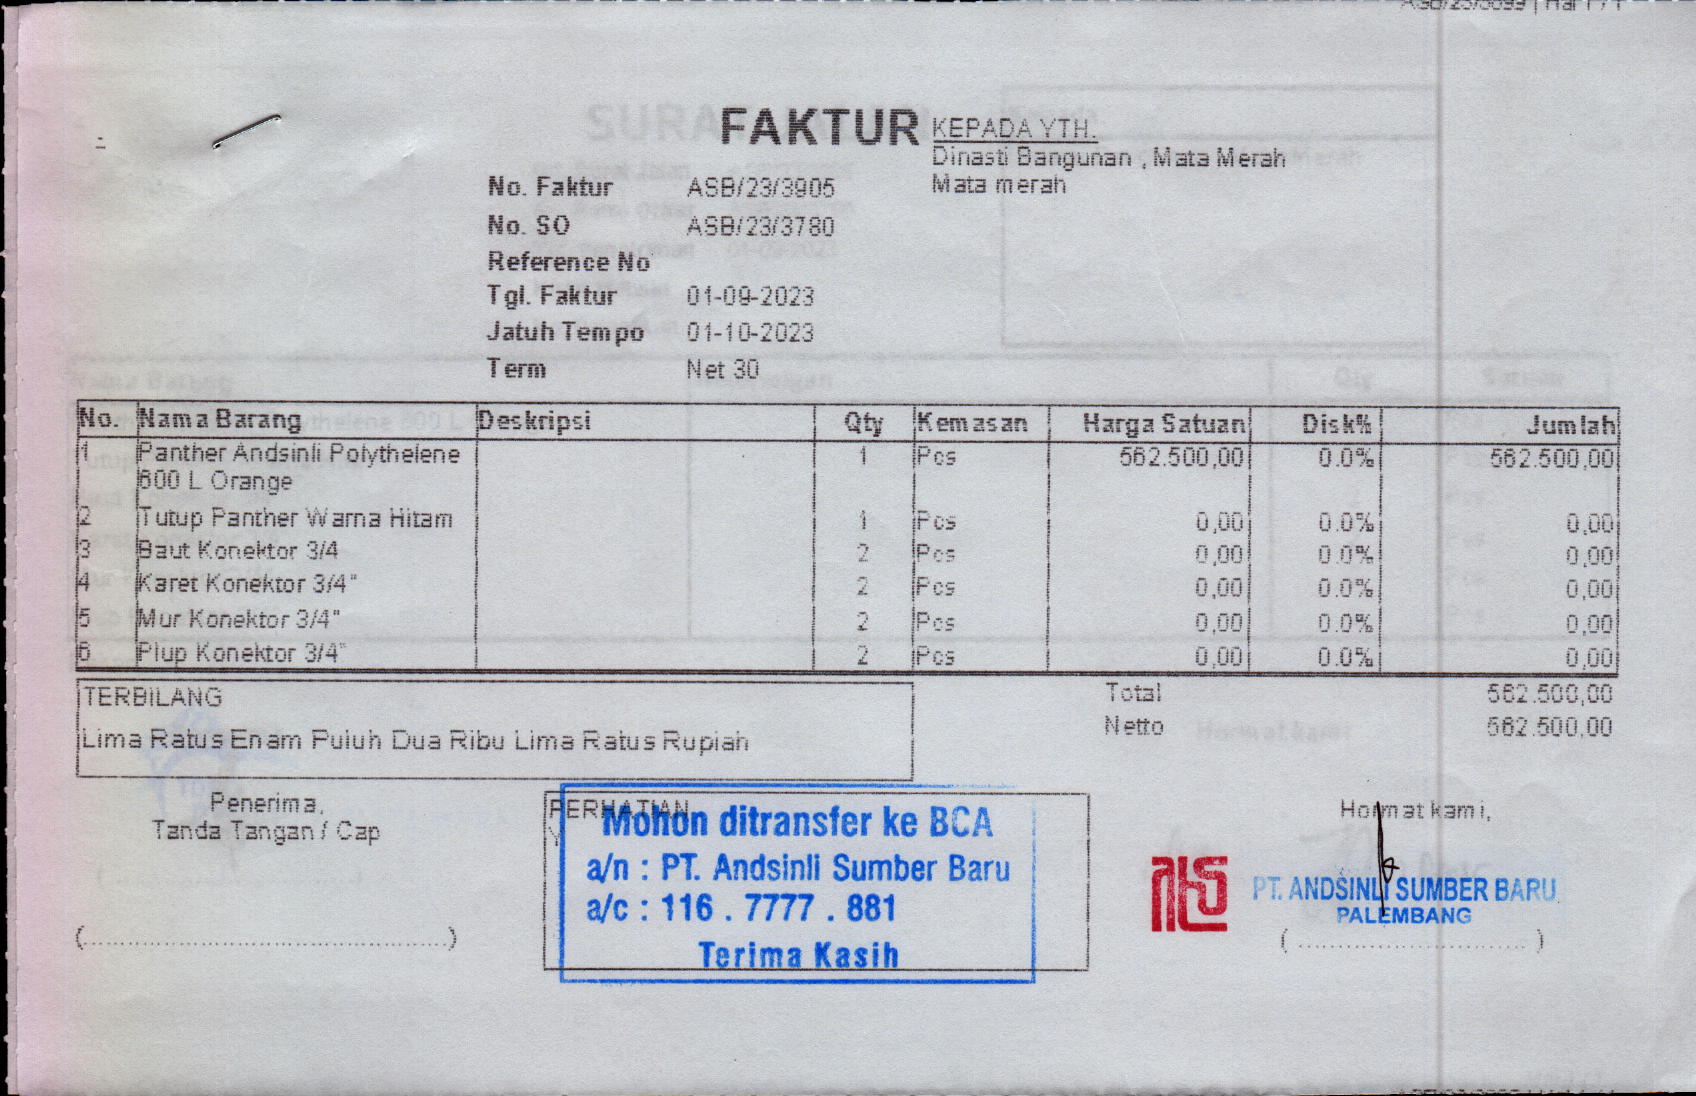 FAKTUR
KEPADA YTH.
Dinasti Bangunan , Mata Merah
Mata merah
No. Faktur ASB/23/3905
No. SO ASB/23/3780
Reference No
Tgl. Faktur 01-09-2023
Jatuh Tempo 01-10-2023
Term Net 30
No. Nama Barang Deskripsi Qty Kemasan Harga Satuan Disk% Jumlah
1 Panther Andsinli Polythelene 1 Pcs 562.500,00 0.0% 562.500,00
600 L Orange
2 Tutup Panther Warna Hitam 1 Pcs 0,00 0.0% 0,00
3 Baut Konektor 3/4 2 Pcs 0,00 0.0% 0,00
4 Karet Konektor 3/4" 2 Pcs 0,00 0.0% 0,00
5 Mur Konektor 3/4" 2 Pcs 0,00 0.0% 0,00
6 Plup Konektor 3/4" 2 Pcs 0,00 0.0% 0,00
TERBILANG
Lima Ratus Enam Puluh Dua Ribu Lima Ratus Rupiah
Total 562.500,00
Netto 562.500,00
Penerima,
Tanda Tangan / Cap
PERHATIAN
Mohon ditransfer ke BCA
a/n : PT. Andsinli Sumber Baru
a/c : 116 . 7777 . 881
Terima Kasih
Hormat kami,
PT. ANDSINLI SUMBER BARU
PALEMBANG